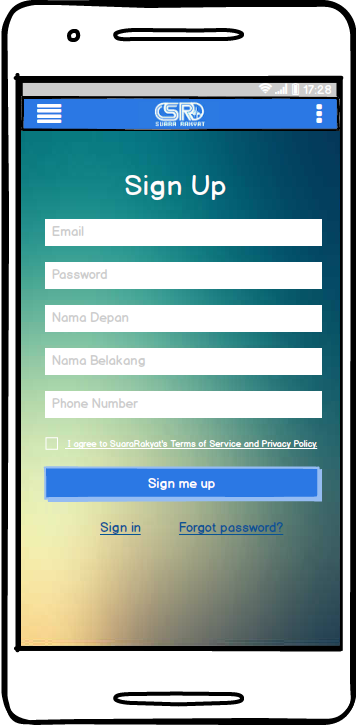 17:28
CSR
SUARA RAKYAT
Sign Up
Email
Password
Nama Depan
Nama Belakang
Phone Number
I agree to SuaraRakyat's Terms of Service and Privacy Policy.
Sign me up
Sign in Forgot password?